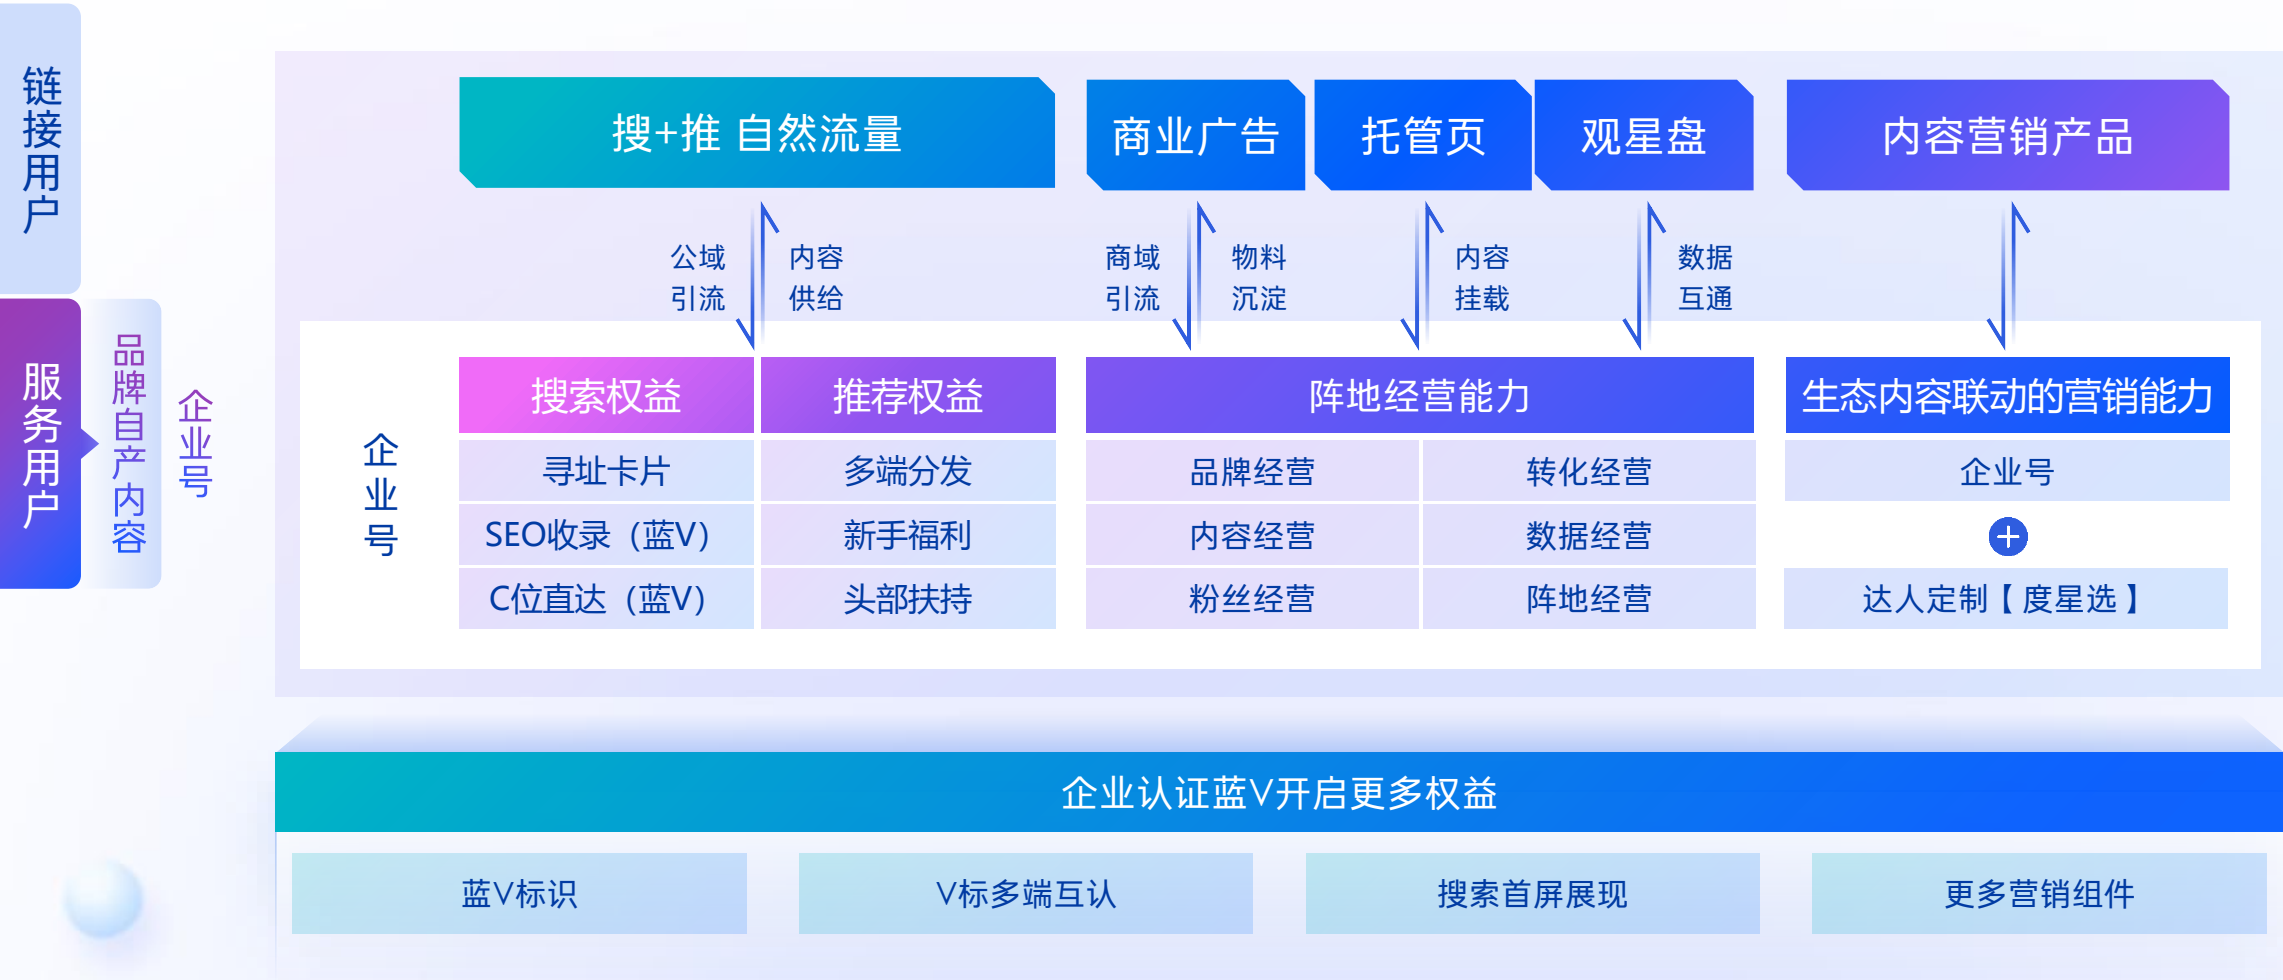 链接用户
服务用户
品牌自产内容
企业号
搜+推 自然流量
商业广告
托管页
观星盘
内容营销产品
公域
引流
内容
供给
商域
引流
物料
沉淀
内容
挂载
数据
互通
企业号
搜索权益
推荐权益
阵地经营能力
生态内容联动的营销能力
寻址卡片
多端分发
品牌经营
转化经营
企业号
SEO收录（蓝V）
新手福利
内容经营
数据经营
+
C位直达（蓝V）
头部扶持
粉丝经营
阵地经营
达人定制【度星选】
企业认证蓝V开启更多权益
蓝V标识
V标多端互认
搜索首屏展现
更多营销组件